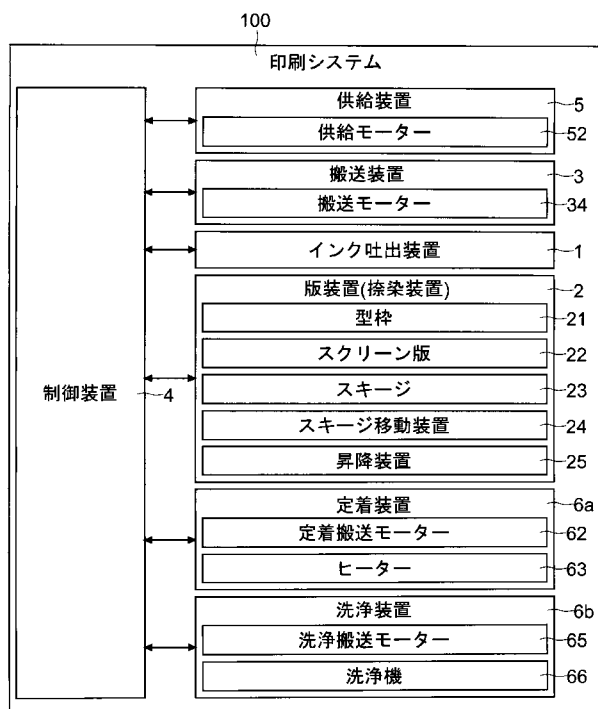 100
印刷システム
制御装置 4
供給装置 5
供給モーター 52
搬送装置 3
搬送モーター 34
インク吐出装置 1
版装置(捺染装置) 2
型枠 21
スクリーン版 22
スキージ 23
スキージ移動装置 24
昇降装置 25
定着装置 6a
定着搬送モーター 62
ヒーター 63
洗浄装置 6b
洗浄搬送モーター 65
洗浄機 66